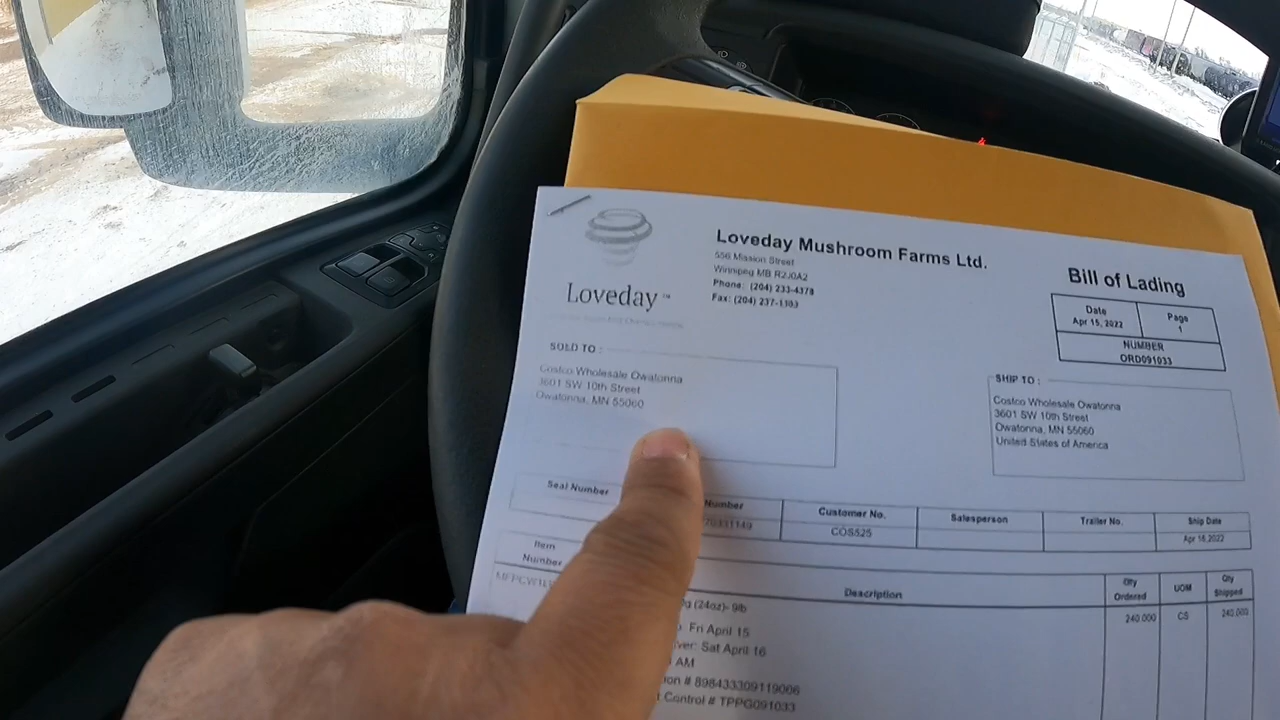 Loveday Mushroom Farms Ltd.
556 Mission Street
Winnipeg MB R2J0A2
Phone: (204) 233-4378
Fax: (204) 237-1303
Loveday ™
Bill of Lading
Date
Apr 15, 2022
Page
1
NUMBER
ORD091033
SOLD TO :
Costco Wholesale Owatonna
3601 SW 10th Street
Owatonna, MN 55060
SHIP TO :
Costco Wholesale Owatonna
3601 SW 10th Street
Owatonna, MN 55060
United States of America
Seal Number
Number
Customer No.
COS525
Salesperson
Trailer No.
Ship Date
Apr 16,2022
Item
Number
Description
Qty
Ordered
UOM
Qty
Shipped
(24oz)- 9lb
240.000
CS
240.000
Fri April 15
Sat April 16
AM
# 898433309119006
Control # TPPG091033